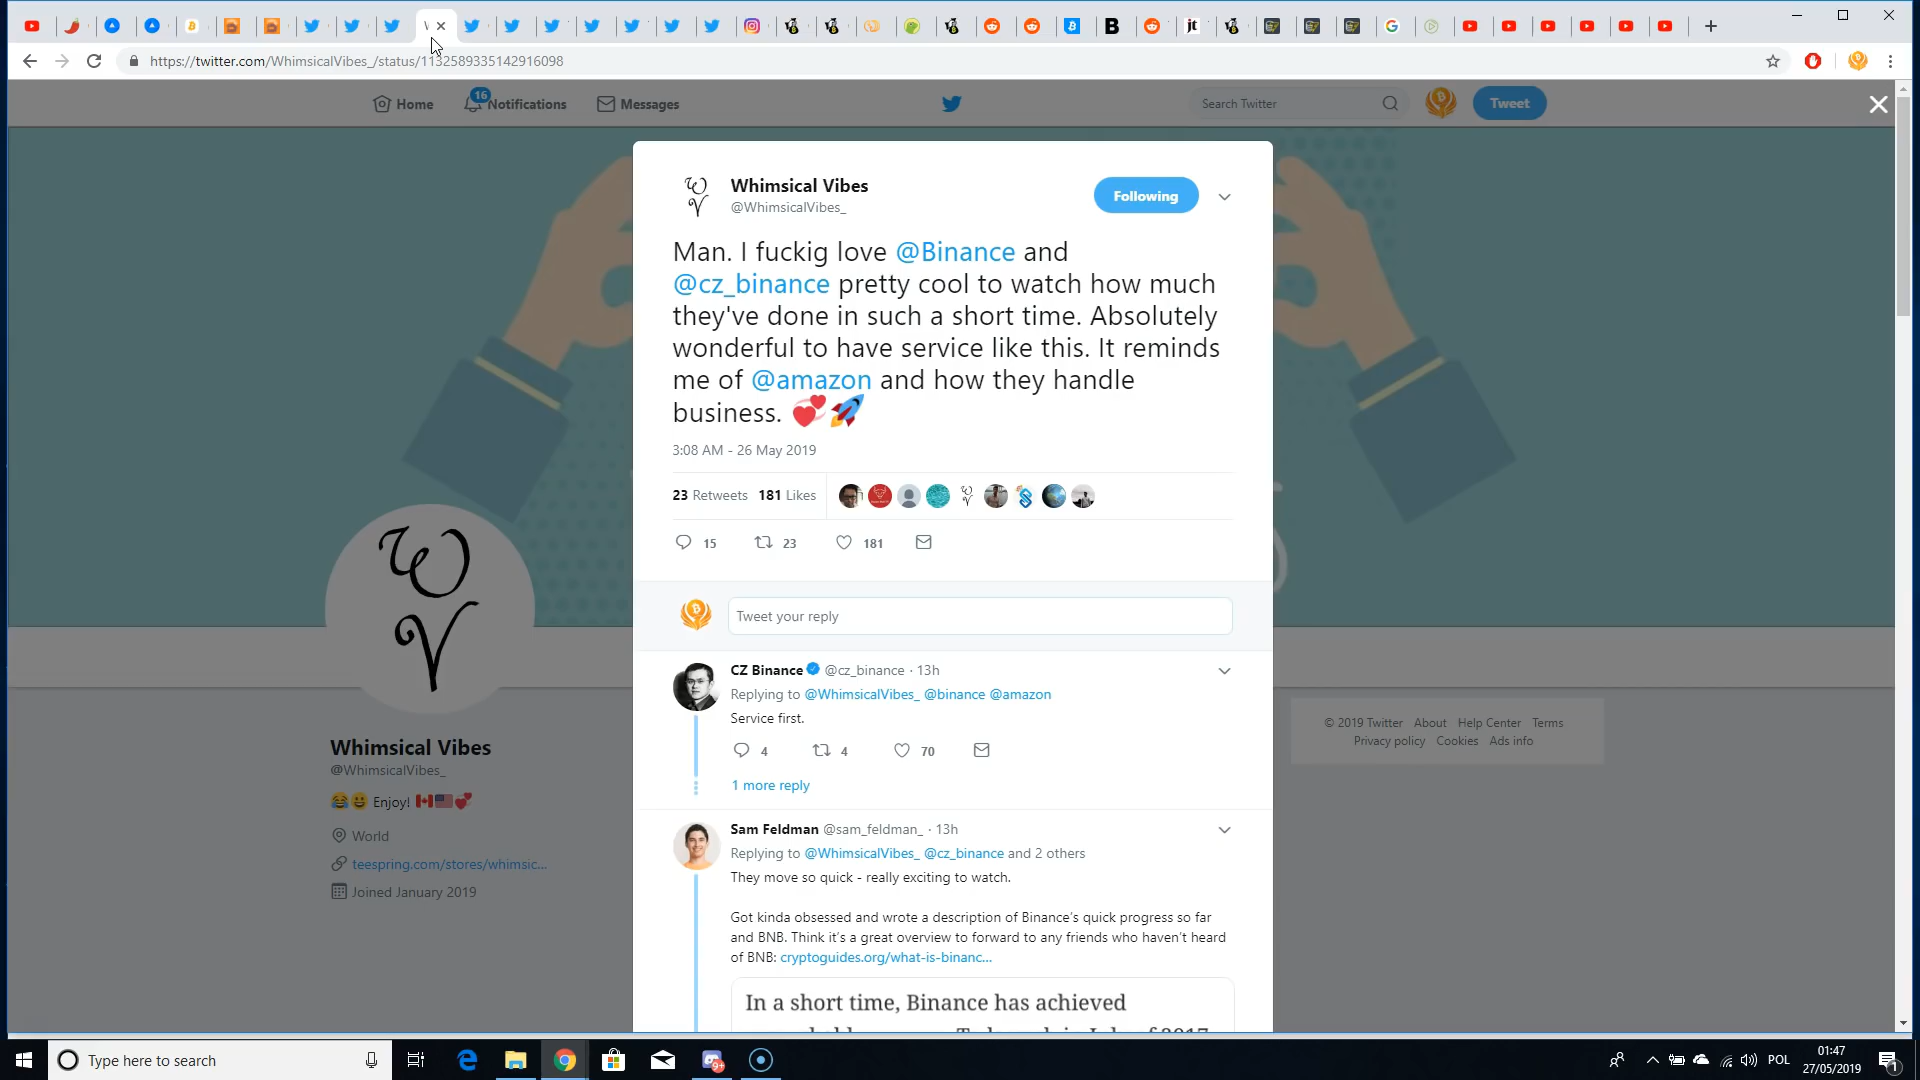 https://twitter.com/WhimsicalVibes_/status/1132589335142916098
Home
16
Notifications
Messages
Search Twitter
Tweet
Whimsical Vibes
@WhimsicalVibes_
Following
Man. I fuckig love @Binance and
@cz_binance pretty cool to watch how much
they've done in such a short time. Absolutely
wonderful to have service like this. It reminds
me of @amazon and how they handle
business. 💞🚀
3:08 AM - 26 May 2019
23 Retweets 181 Likes
15 23 181
Tweet your reply
CZ Binance @cz_binance · 13h
Replying to @WhimsicalVibes_ @binance @amazon
Service first.
4 4 70
1 more reply
Sam Feldman @sam_feldman_ · 13h
Replying to @WhimsicalVibes_ @cz_binance and 2 others
They move so quick - really exciting to watch.
Got kinda obsessed and wrote a description of Binance's quick progress so far
and BNB. Think it's a great overview to forward to any friends who haven't heard
of BNB: cryptoguides.org/what-is-binanc...
In a short time, Binance has achieved
W
V
Whimsical Vibes
@WhimsicalVibes_
😂😀 Enjoy! 🇨🇦🇺🇸💞
World
teespring.com/stores/whimsic...
Joined January 2019
© 2019 Twitter About Help Center Terms
Privacy policy Cookies Ads info
Type here to search
9+
POL
01:47
27/05/2019
1